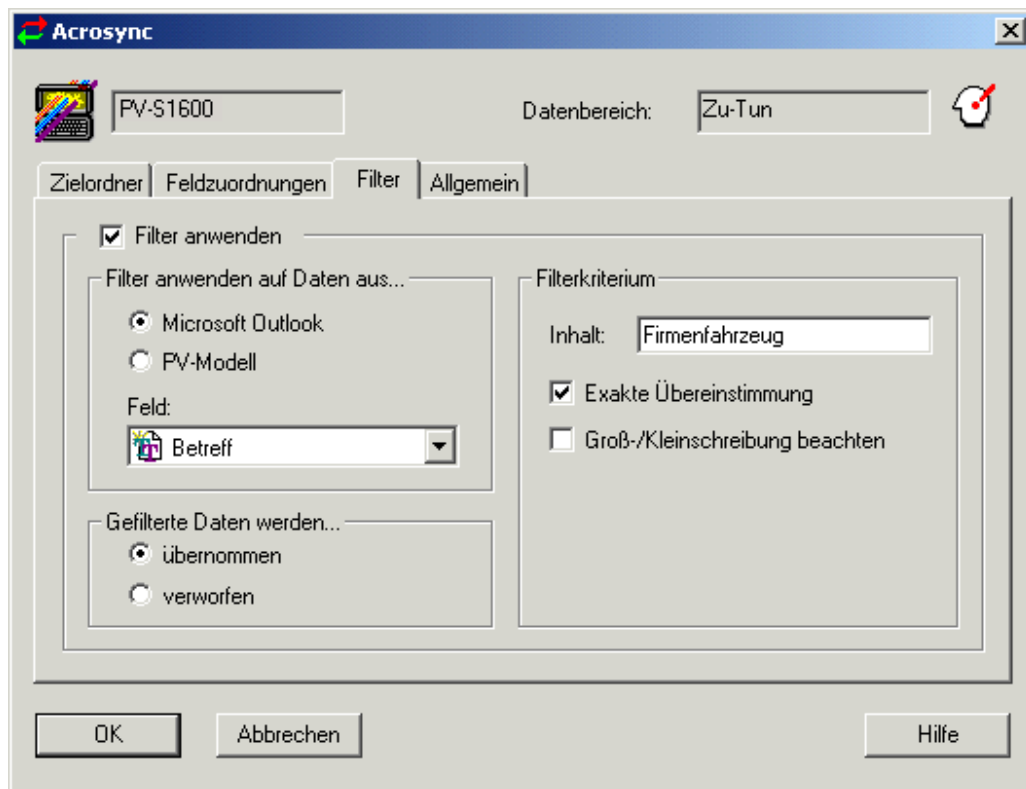 Acrosync
PV-S1600 Datenbereich: Zu-Tun
Zielordner Feldzuordnungen Filter Allgemein
Filter anwenden
Filter anwenden auf Daten aus...
Microsoft Outlook
PV-Modell
Feld:
Betreff
Gefilterte Daten werden...
übernommen
verworfen
Filterkriterium
Inhalt: Firmenfahrzeug
Exakte Übereinstimmung
Groß-/Kleinschreibung beachten
OK Abbrechen Hilfe